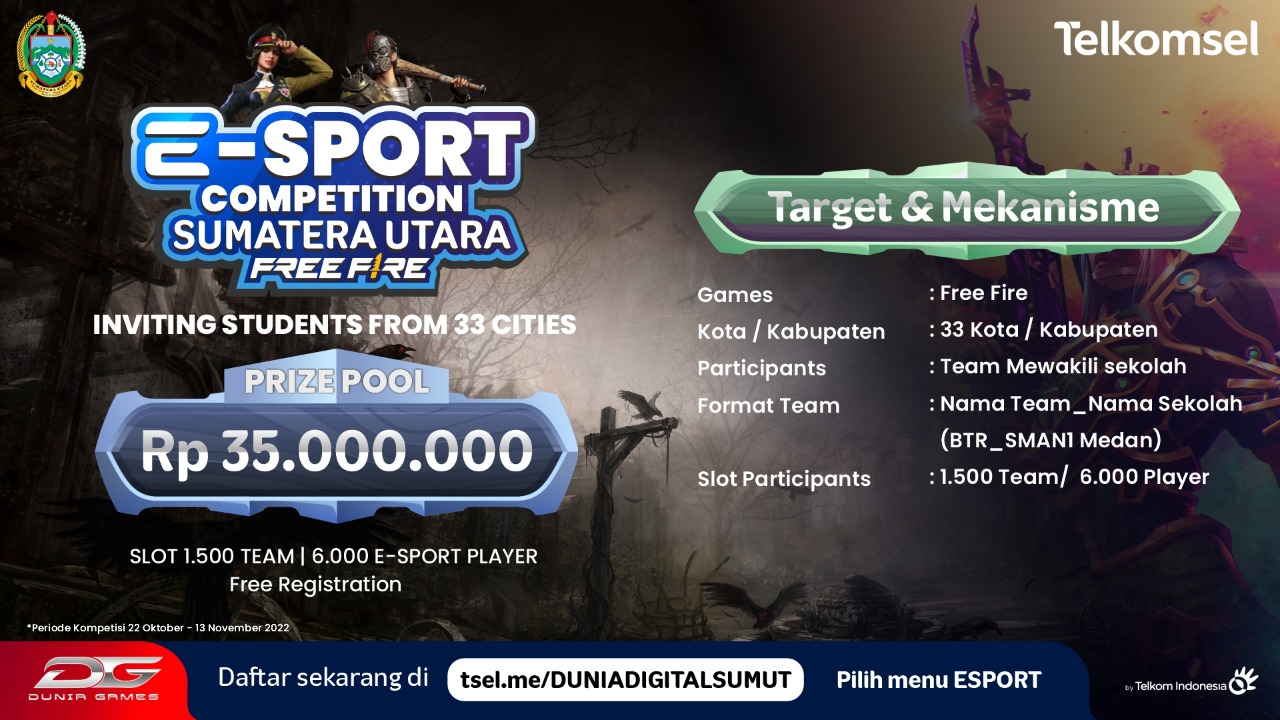 Telkomsel
E-SPORT
COMPETITION
SUMATERA UTARA
FREE FIRE
INVITING STUDENTS FROM 33 CITIES
PRIZE POOL
Rp 35.000.000
SLOT 1.500 TEAM | 6.000 E-SPORT PLAYER
Free Registration
*Periode Kompetisi 22 Oktober - 13 November 2022
Target & Mekanisme
Games : Free Fire
Kota / Kabupaten : 33 Kota / Kabupaten
Participants : Team Mewakili sekolah
Format Team : Nama Team_Nama Sekolah
(BTR_SMAN1 Medan)
Slot Participants : 1.500 Team/ 6.000 Player
DG
DUNIA GAMES
Daftar sekarang di tsel.me/DUNIADIGITALSUMUT Pilih menu ESPORT
by Telkom Indonesia